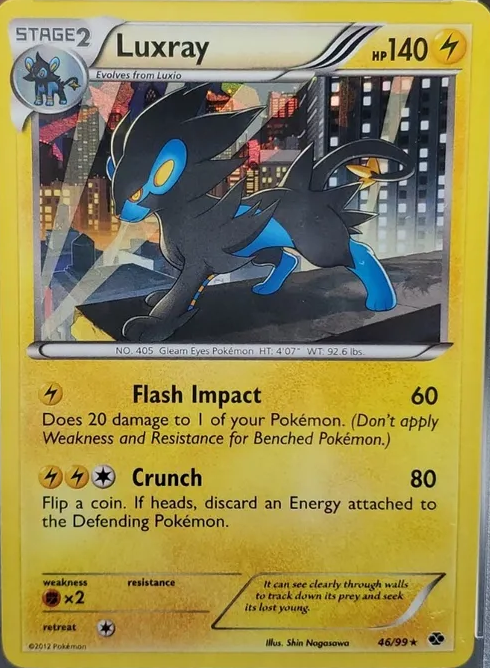 STAGE2
Luxray
HP140
Evolves from Luxio
NO. 405 Gleam Eyes Pokémon HT: 4'07" WT: 92.6 lbs.
Flash Impact 60
Does 20 damage to 1 of your Pokémon. (Don't apply
Weakness and Resistance for Benched Pokémon.)
Crunch 80
Flip a coin. If heads, discard an Energy attached to
the Defending Pokémon.
weakness resistance
×2
retreat
It can see clearly through walls
to track down its prey and seek
its lost young.
©2012 Pokémon
Illus. Shin Nagasawa
46/99★